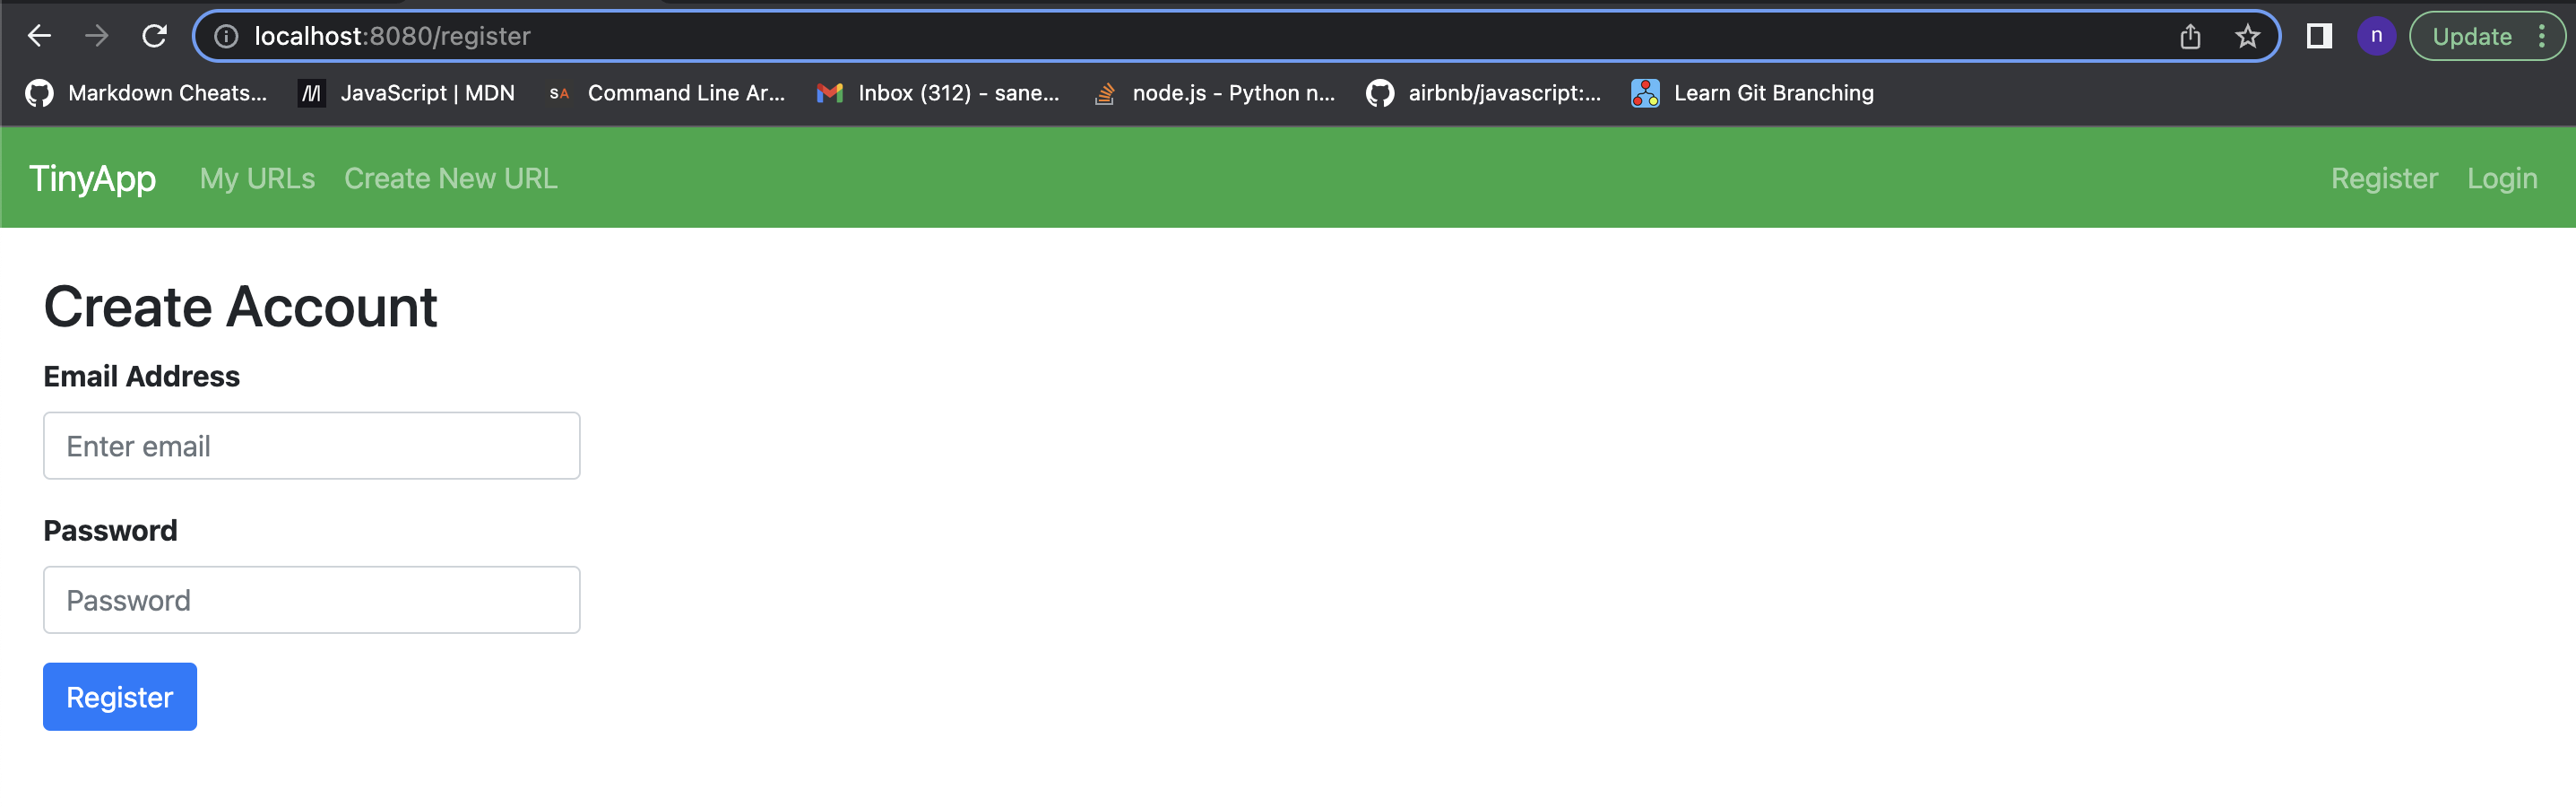 localhost:8080/register
n
Update
Markdown Cheats...
JavaScript | MDN
SA
Command Line Ar...
Inbox (312) - sane...
node.js - Python n...
airbnb/javascript:...
Learn Git Branching
TinyApp My URLs Create New URL Register Login
Create Account
Email Address
Enter email
Password
Password
Register